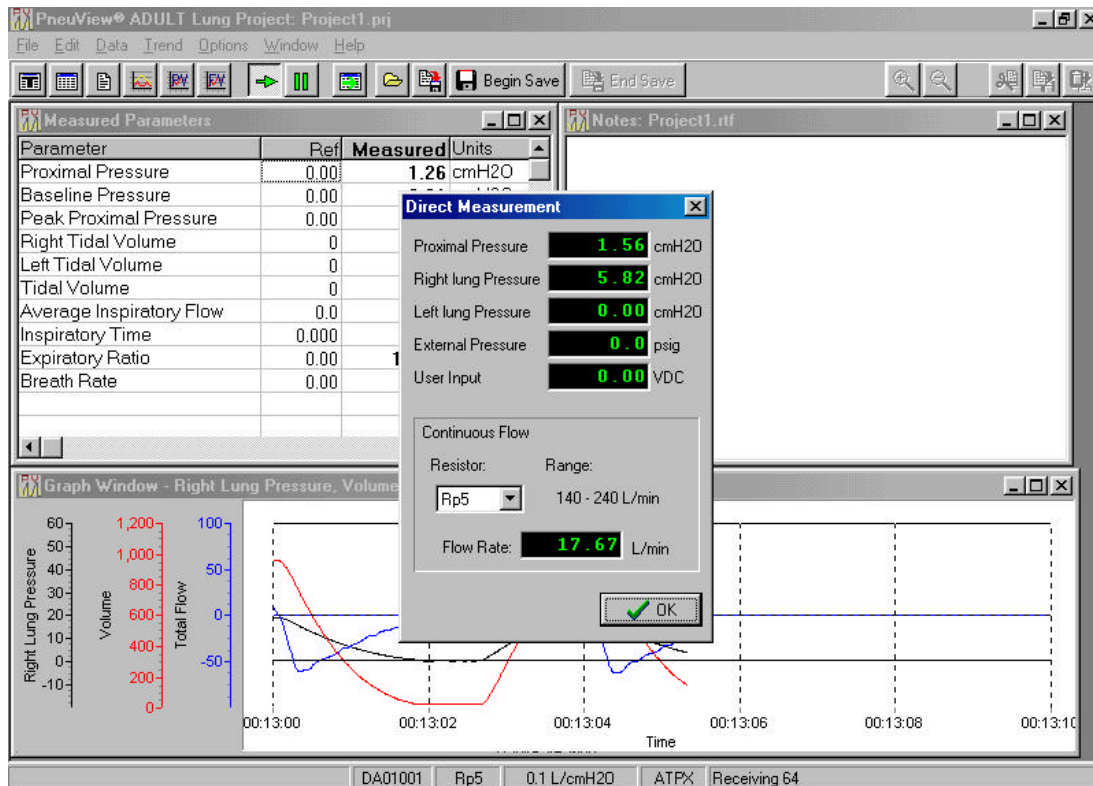 PneuView® ADULT Lung Project: Project1.prj
File Edit Data Trend Options Window Help
Begin Save End Save
Measured Parameters
Parameter Ref Measured Units
Proximal Pressure 0.00 1.26 cmH2O
Baseline Pressure 0.00
Peak Proximal Pressure 0.00
Right Tidal Volume 0
Left Tidal Volume 0
Tidal Volume 0
Average Inspiratory Flow 0.0
Inspiratory Time 0.000
Expiratory Ratio 0.00 1
Breath Rate 0.00
Notes: Project1.rtf
Direct Measurement
Proximal Pressure 1.56 cmH2O
Right lung Pressure 5.82 cmH2O
Left lung Pressure 0.00 cmH2O
External Pressure 0.0 psig
User Input 0.00 VDC
Continuous Flow
Resistor: Range:
Rp5 140 - 240 L/min
Flow Rate: 17.67 L/min
OK
Graph Window - Right Lung Pressure, Volume
Right Lung Pressure
60
50
40
30
20
10
0
-10
Volume
1,200
1,000
800
600
400
200
0
Total Flow
100
50
0
-50
00:13:00 00:13:02 00:13:04 00:13:06 00:13:08 00:13:10
Time
DA01001 Rp5 0.1 L/cmH2O ATPX Receiving 64